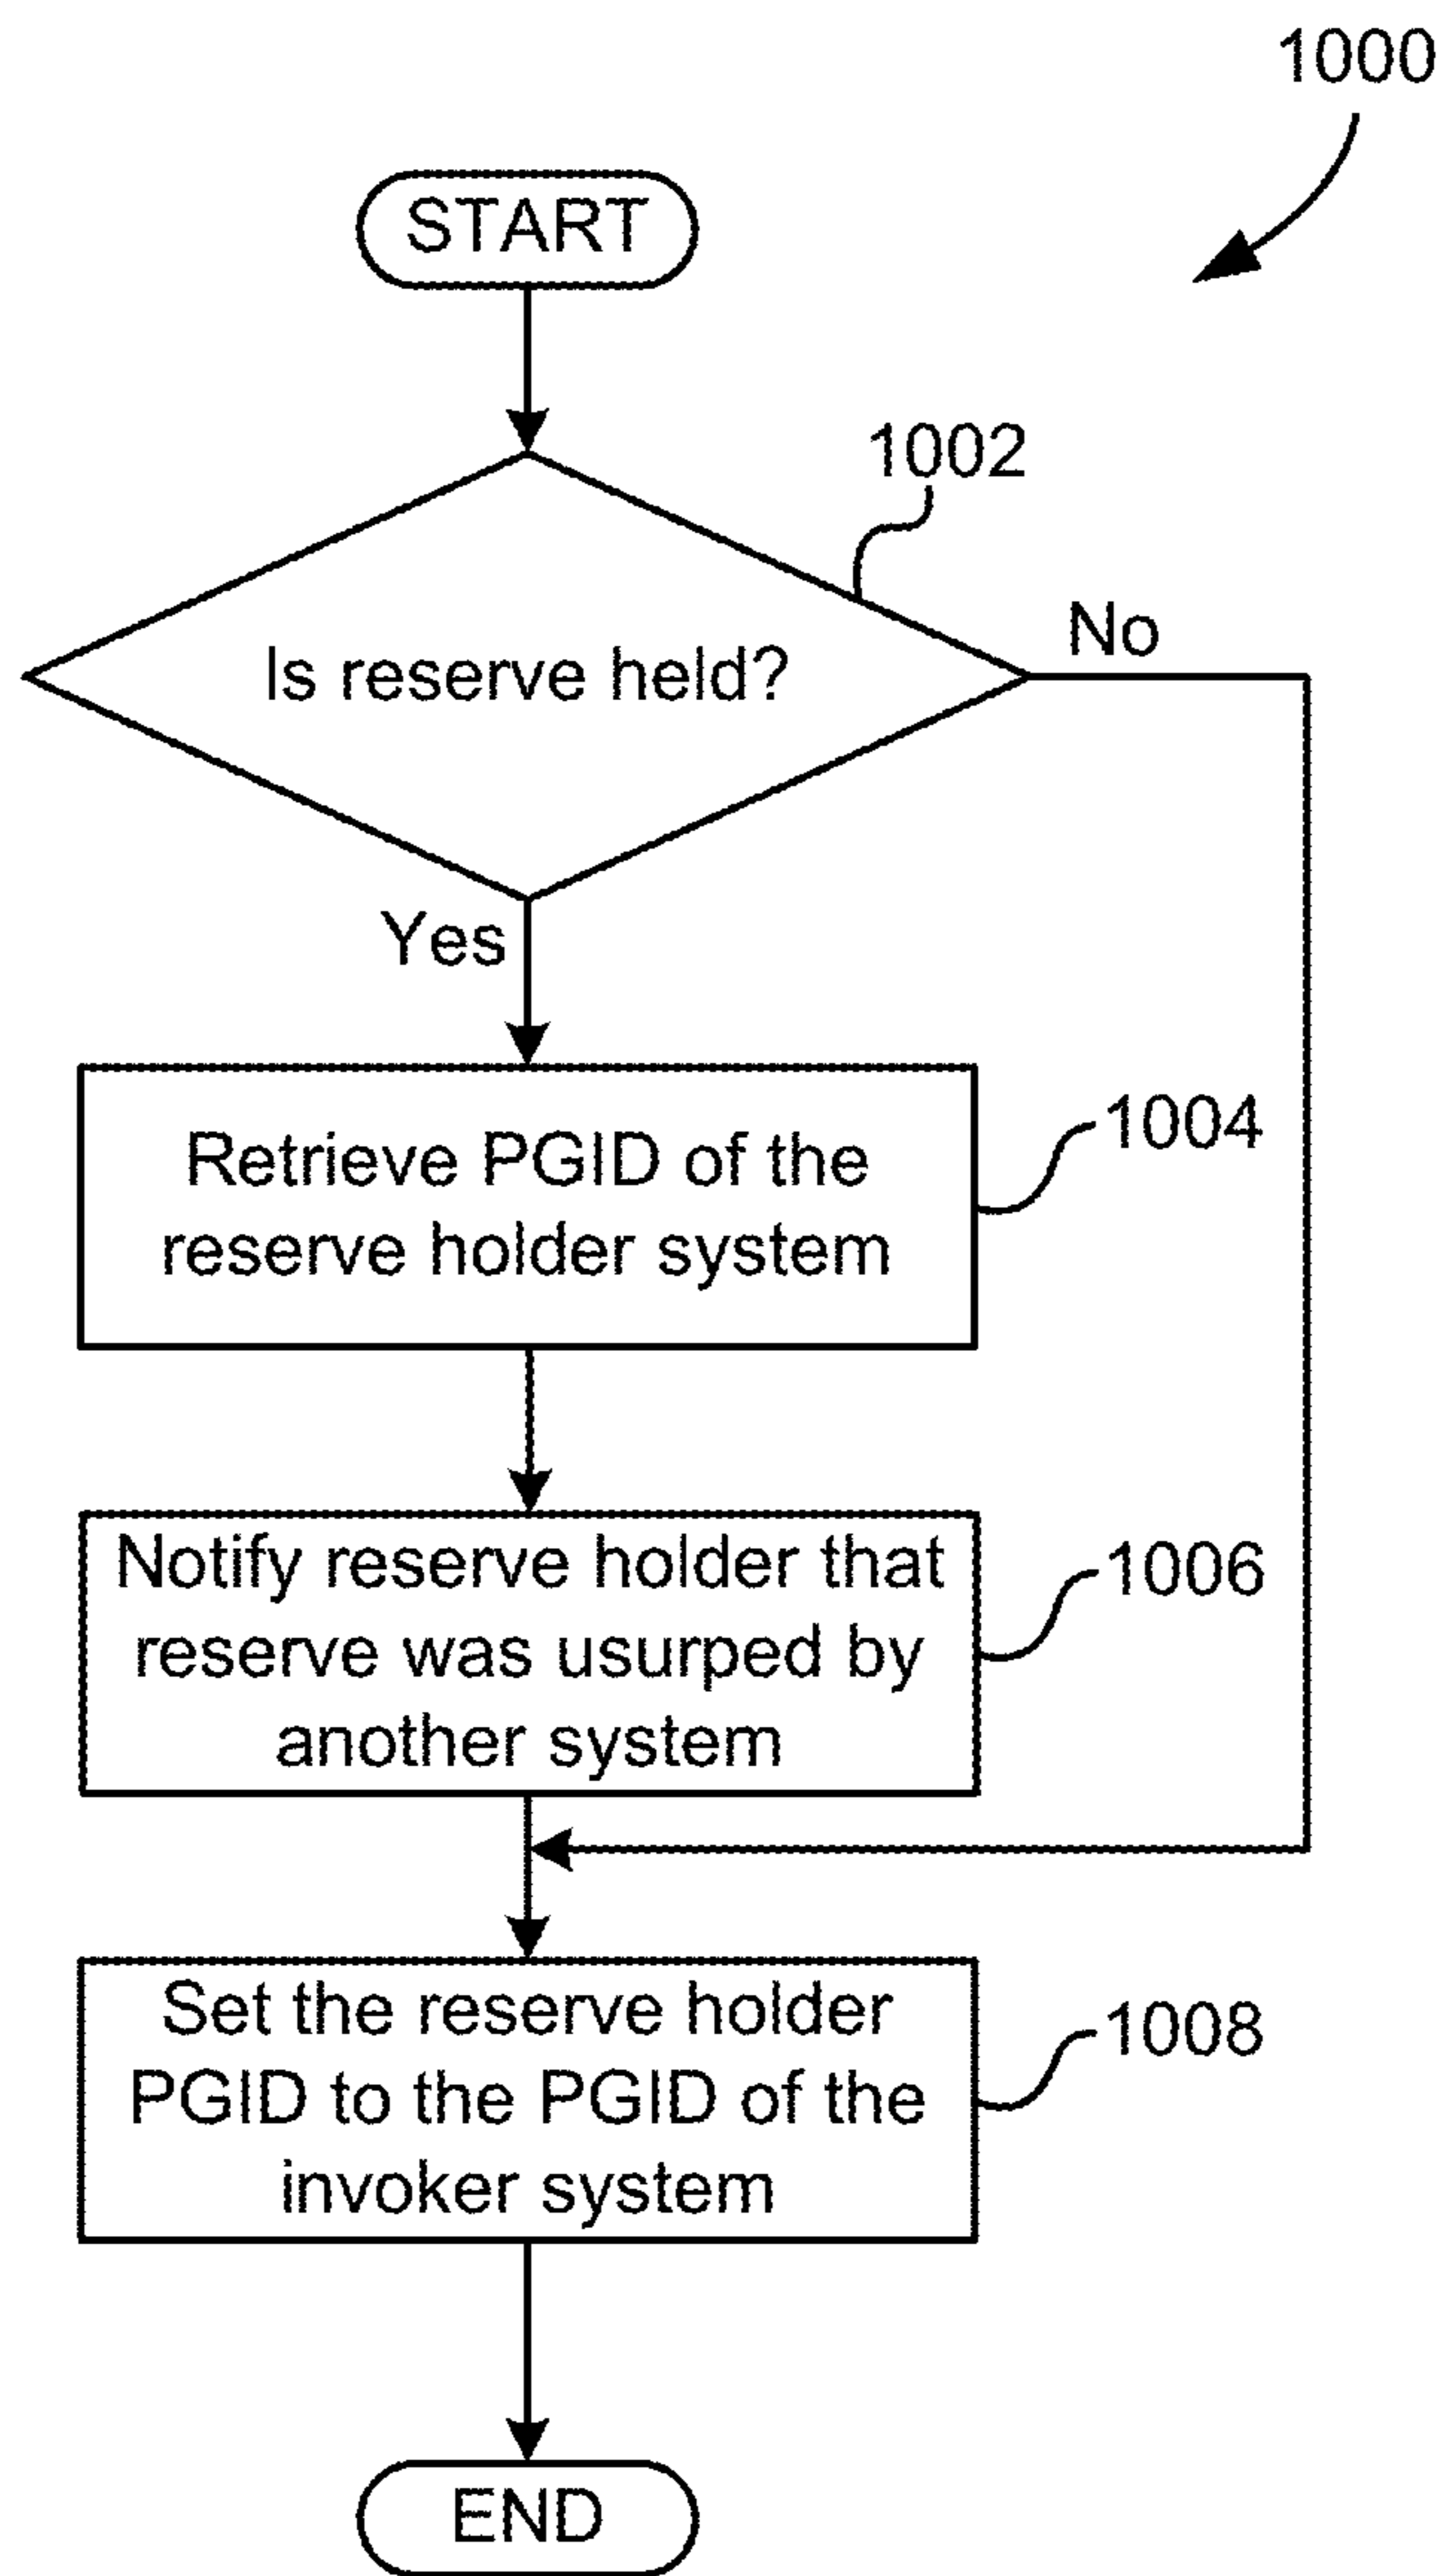 1000
START
1002
Is reserve held?
No
Yes
Retrieve PGID of the
reserve holder system
1004
Notify reserve holder that
reserve was usurped by
another system
1006
Set the reserve holder
PGID to the PGID of the
invoker system
1008
END